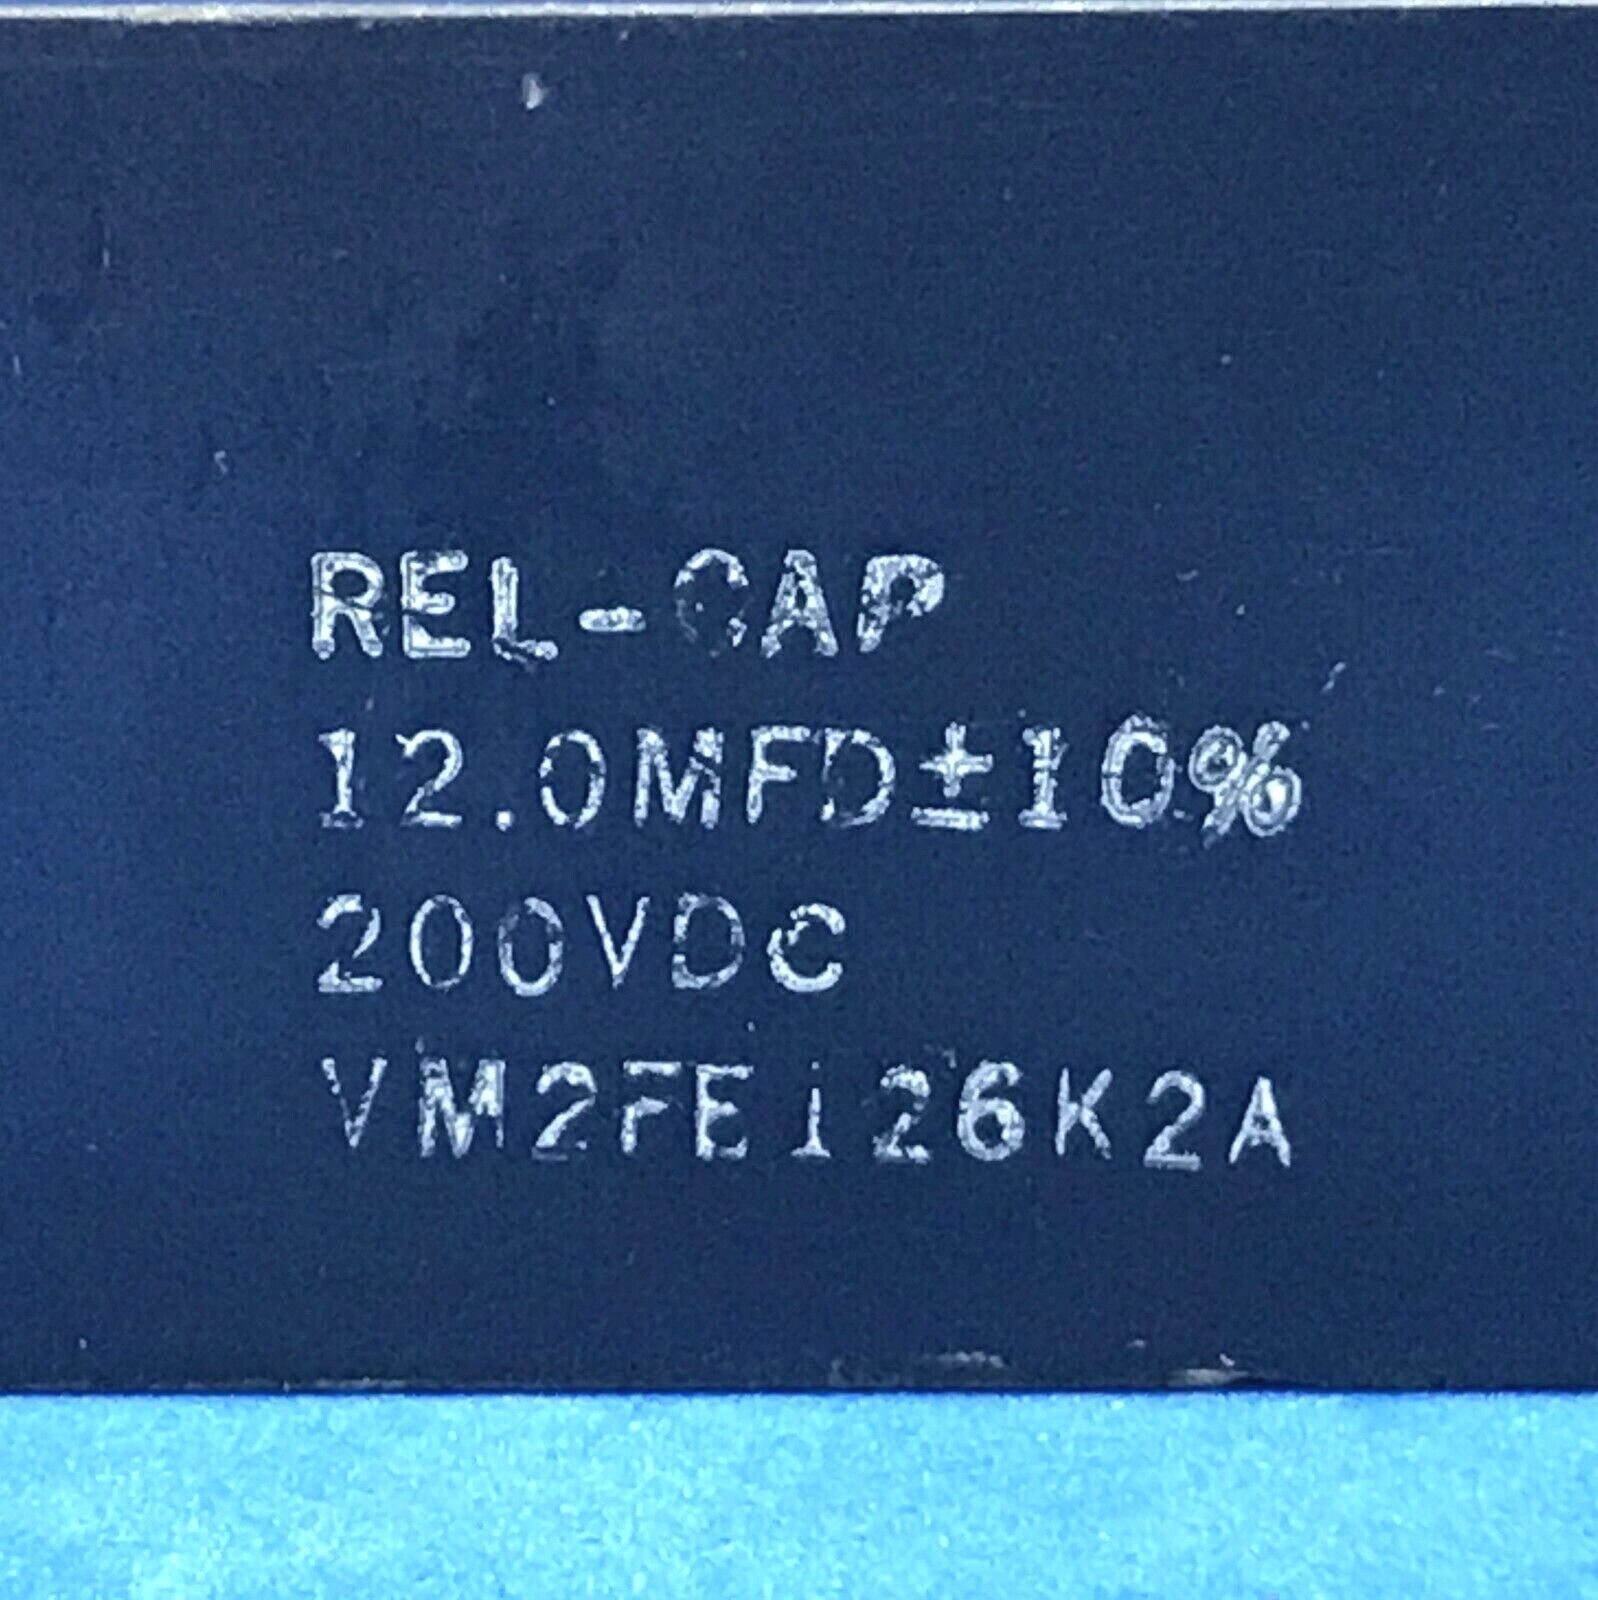 REL-CAP
12.0MFD±10%
200VDC
VM2FE126K2A